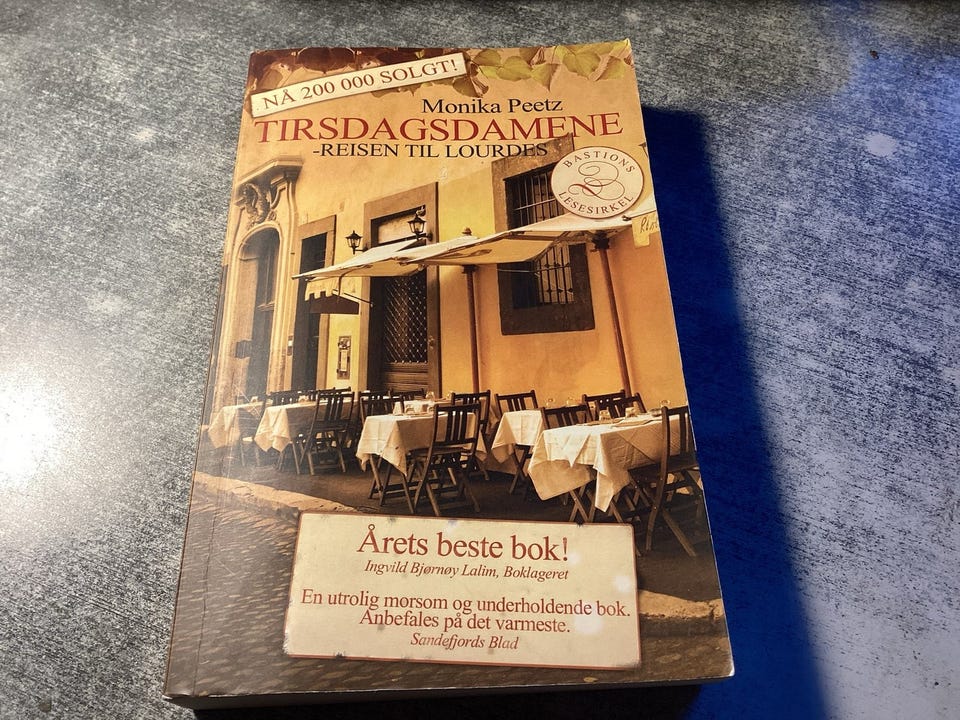 NÅ 200 000 SOLGT!
Monika Peetz
TIRSDAGSDAMENE
-REISEN TIL LOURDES
BASTIONS
LESESIRKEL
Årets beste bok!
Ingvild Bjørnøy Lalim, Boklageret
En utrolig morsom og underholdende bok.
Anbefales på det varmeste.
Sandefjords Blad